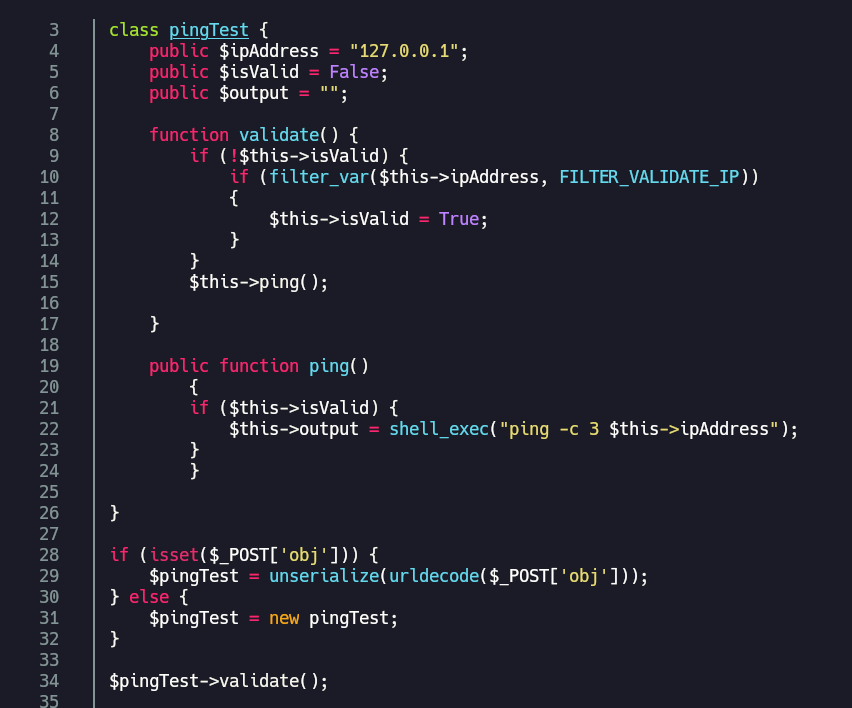 3 class pingTest {
4 public $ipAddress = "127.0.0.1";
5 public $isValid = False;
6 public $output = "";
7
8 function validate() {
9 if (!$this->isValid) {
10 if (filter_var($this->ipAddress, FILTER_VALIDATE_IP))
11 {
12 $this->isValid = True;
13 }
14 }
15 $this->ping();
16
17 }
18
19 public function ping()
20 {
21 if ($this->isValid) {
22 $this->output = shell_exec("ping -c 3 $this->ipAddress");
23 }
24 }
25
26 }
27
28 if (isset($_POST['obj'])) {
29 $pingTest = unserialize(urldecode($_POST['obj']));
30 } else {
31 $pingTest = new pingTest;
32 }
33
34 $pingTest->validate();
35